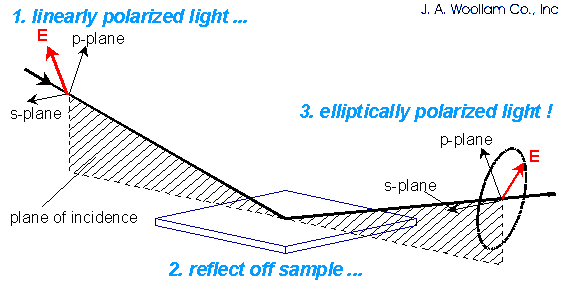 1. linearly polarized light ...
J. A. Woollam Co., Inc
E
p-plane
s-plane
3. elliptically polarized light !
p-plane
E
s-plane
plane of incidence
2. reflect off sample ...